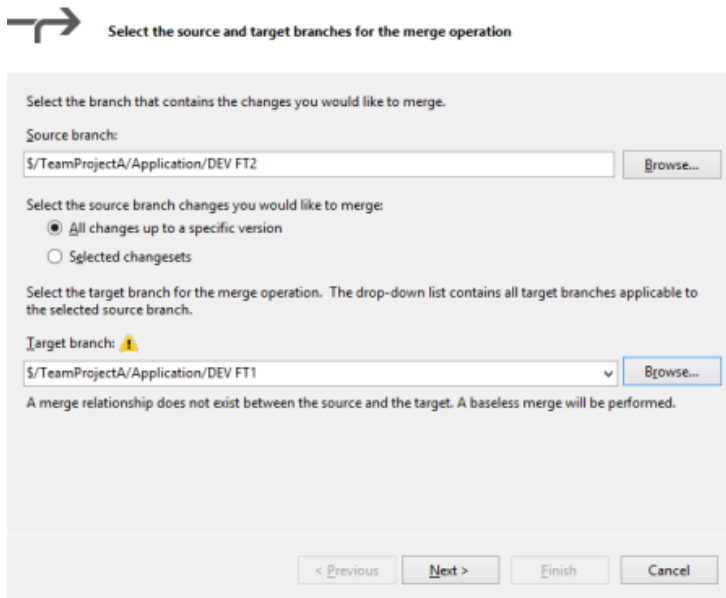 Select the source and target branches for the merge operation
Select the branch that contains the changes you would like to merge.
Source branch:
$/TeamProjectA/Application/DEV FT2
Browse...
Select the source branch changes you would like to merge:
All changes up to a specific version
Selected changesets
Select the target branch for the merge operation. The drop-down list contains all target branches applicable to
the selected source branch.
Target branch:
$/TeamProjectA/Application/DEV FT1
Browse...
A merge relationship does not exist between the source and the target. A baseless merge will be performed.
< Previous
Next >
Finish
Cancel